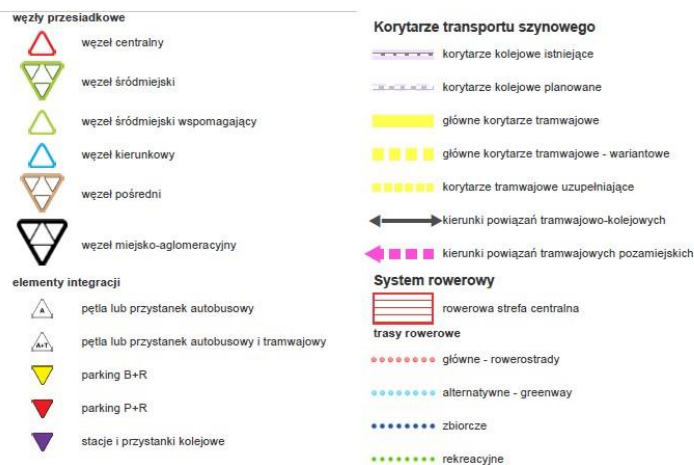 węzły przesiadkowe
węzeł centralny
węzeł śródmiejski
węzeł śródmiejski wspomagający
węzeł kierunkowy
węzeł pośredni
węzeł miejsko-aglomeracyjny
elementy integracji
A
pętla lub przystanek autobusowy
A+T
pętla lub przystanek autobusowy i tramwajowy
parking B+R
parking P+R
stacje i przystanki kolejowe
Korytarze transportu szynowego
korytarze kolejowe istniejące
korytarze kolejowe planowane
główne korytarze tramwajowe
główne korytarze tramwajowe - wariantowe
korytarze tramwajowe uzupełniające
kierunki powiązań tramwajowo-kolejowych
kierunki powiązań tramwajowych pozamiejskich
System rowerowy
rowerowa strefa centralna
trasy rowerowe
główne - rowerostrady
alternatywne - greenway
zbiorcze
rekreacyjne